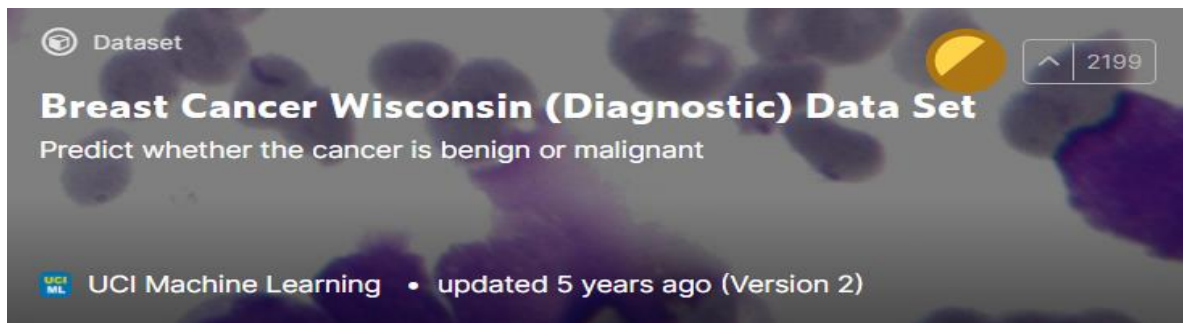 Dataset
2199
Breast Cancer Wisconsin (Diagnostic) Data Set
Predict whether the cancer is benign or malignant
UCI ML
UCI Machine Learning • updated 5 years ago (Version 2)